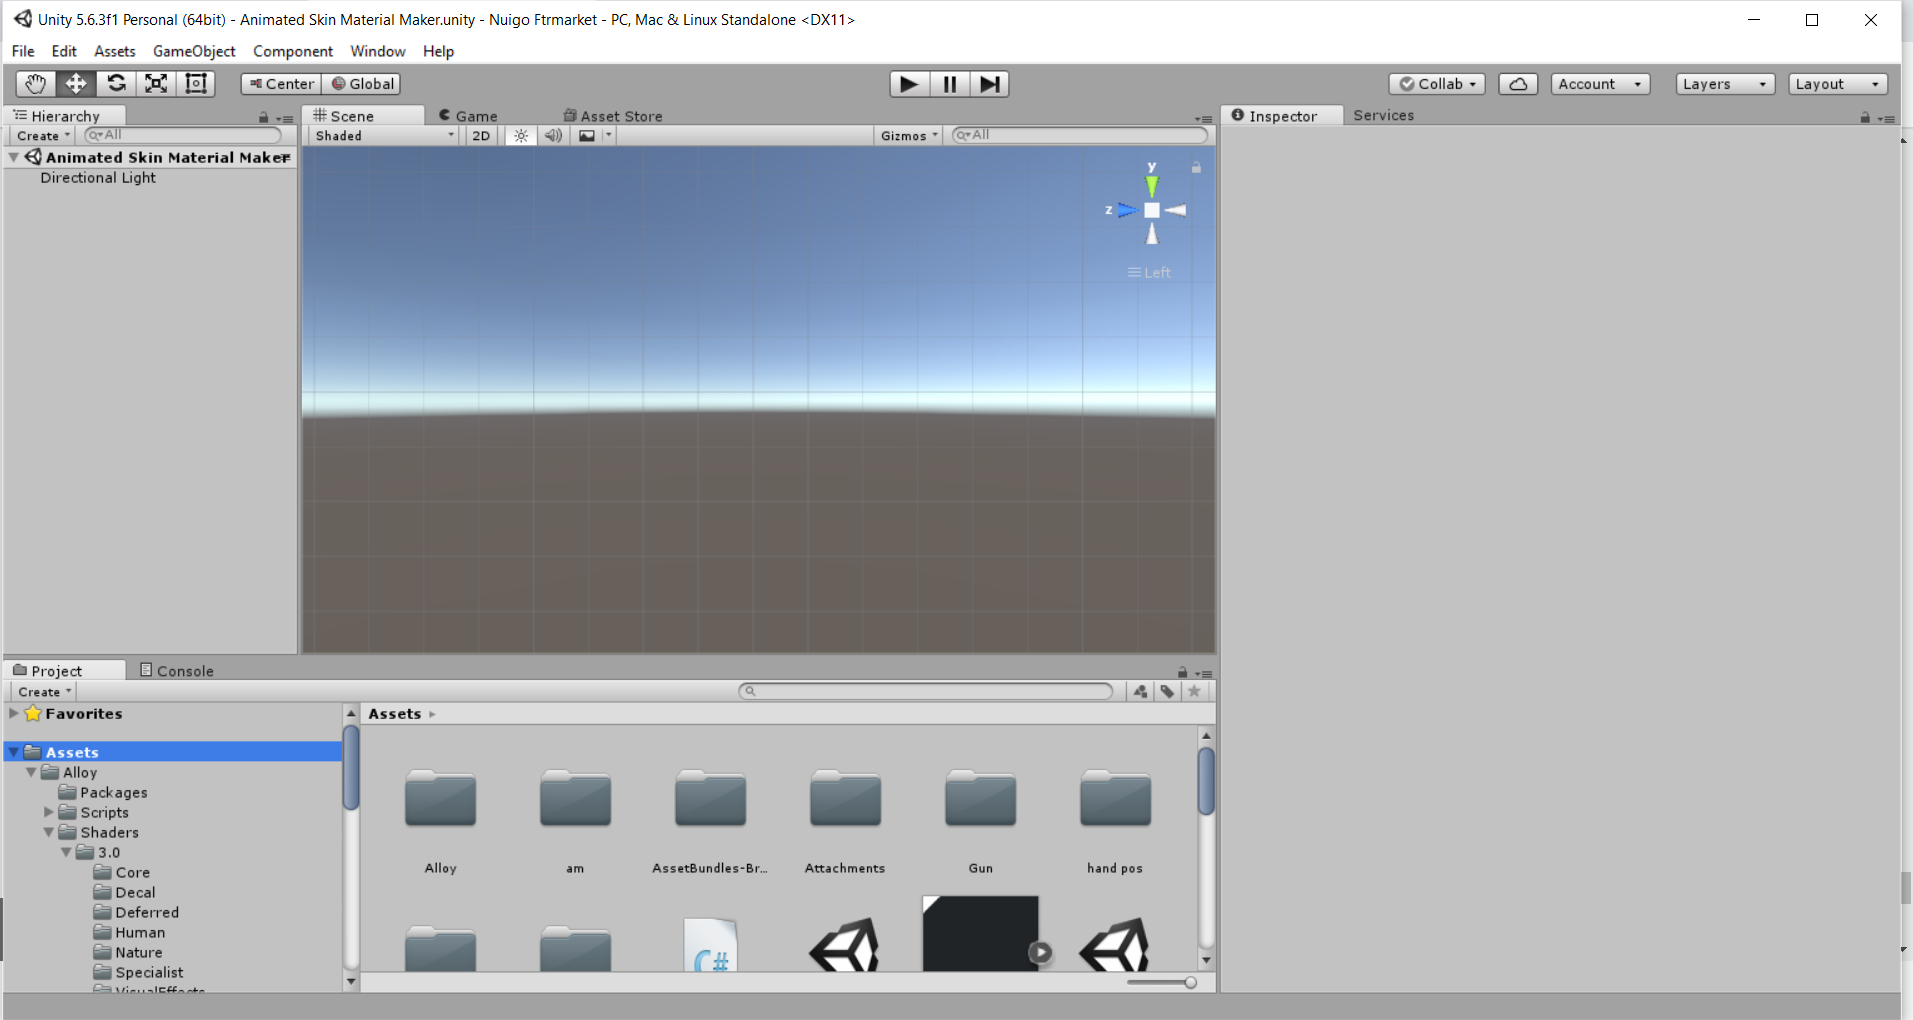 Unity 5.6.3f1 Personal (64bit) - Animated Skin Material Maker.unity - Nuigo Ftrmarket - PC, Mac & Linux Standalone <DX11>
File Edit Assets GameObject Component Window Help
Center Global Collab Account Layers Layout
Hierarchy
Create All
Animated Skin Material Maker
Directional Light
Scene Game Asset Store
Shaded 2D Gizmos All
y
z
Left
Inspector Services
Project Console
Create
Favorites
Assets
Alloy
Packages
Scripts
Shaders
3.0
Core
Decal
Deferred
Human
Nature
Specialist
VisualEffects
Assets
Alloy am AssetBundles-Br... Attachments Gun hand pos
C#